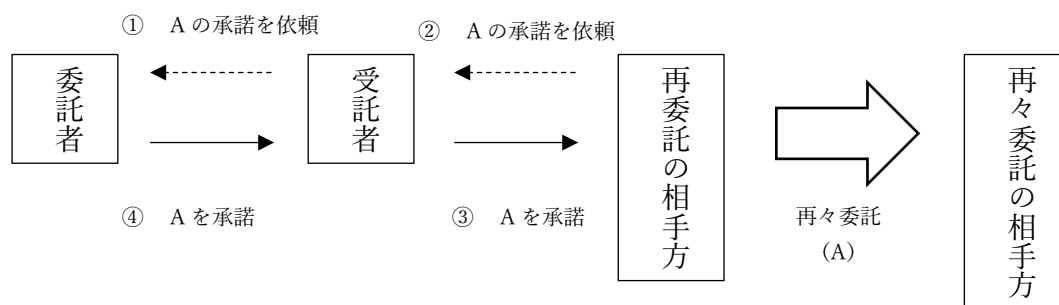 ① Aの承諾を依頼
② Aの承諾を依頼
委託者
受託者
再委託の相手方
再々委託の相手方
④ Aを承諾
③ Aを承諾
再々委託
（A）